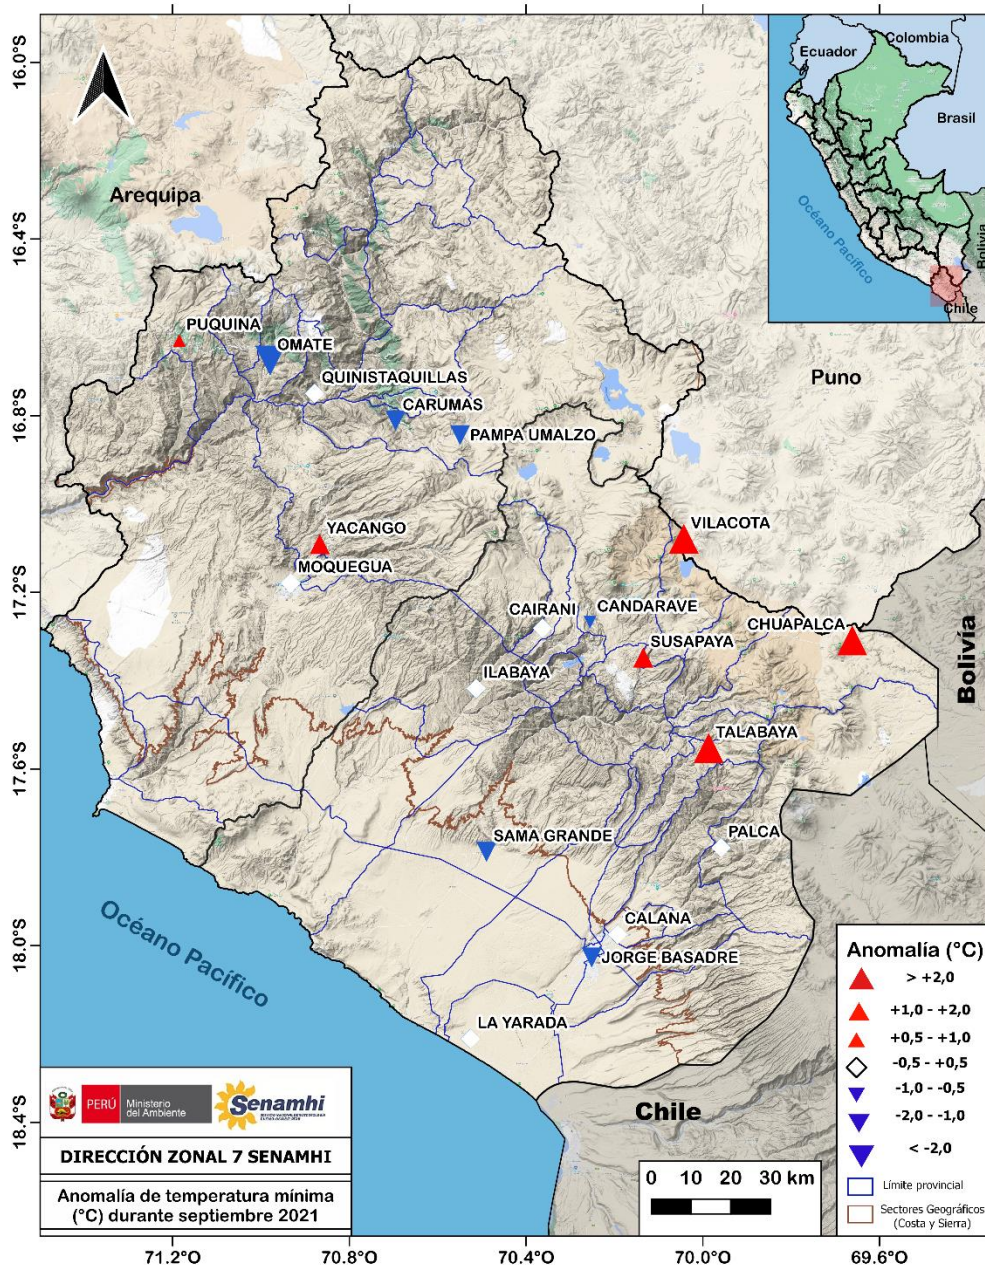 16.0°S
16.4°S
16.8°S
17.2°S
17.6°S
18.0°S
18.4°S
Ecuador
Colombia
Brasil
Océano Pacífico
Bolivia
Chile
Arequipa
Puno
PUQUINA
OMATE
QUINISTAQUILLAS
CARUMAS
PAMPA UMALZO
YACANGO
MOQUEGUA
VILACOTA
CAIRANI
CANDARAVE
CHUAPALCA
SUSAPAYA
ILABAYA
Bolivía
TALABAYA
SAMA GRANDE
PALCA
CALANA
JORGE BASADRE
LA YARADA
Océano Pacífico
Chile
Anomalía (°C)
> +2,0
+1,0 - +2,0
+0,5 - +1,0
-0,5 - +0,5
-1,0 - -0,5
-2,0 - -1,0
< -2,0
Límite provincial
Sectores Geográficos
(Costa y Sierra)
PERÚ
Ministerio
del Ambiente
Senamhi
DIRECCIÓN ZONAL 7 SENAMHI
Anomalía de temperatura mínima
(°C) durante septiembre 2021
0 10 20 30 km
71.2°O
70.8°O
70.4°O
70.0°O
69.6°O